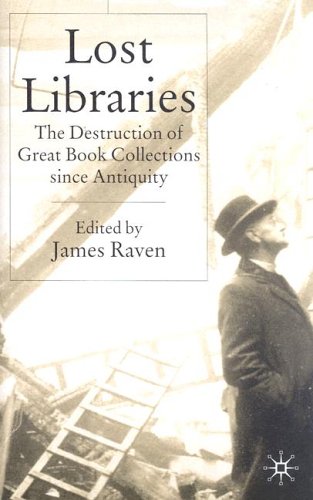 Lost
Libraries
The Destruction of
Great Book Collections
since Antiquity
Edited by
James Raven